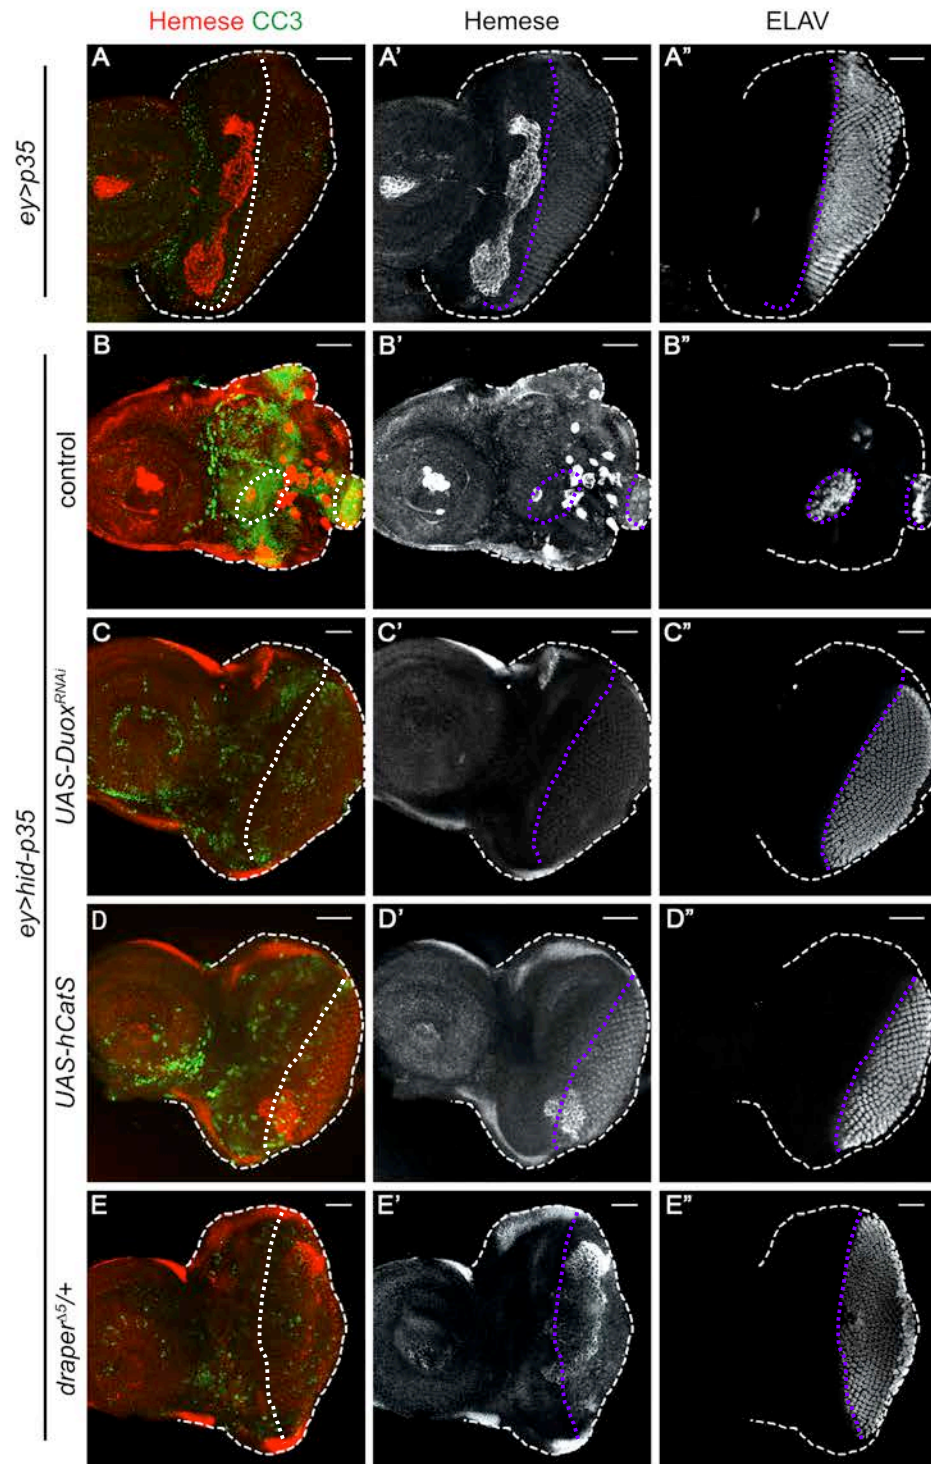 Hemese CC3 Hemese ELAV
ey>p35
A A' A"
ey>hid-p35
control
B B' B"
UAS-Duox^RNAi
C C' C"
UAS-hCatS
D D' D"
draper^Δ5/+
E E' E"